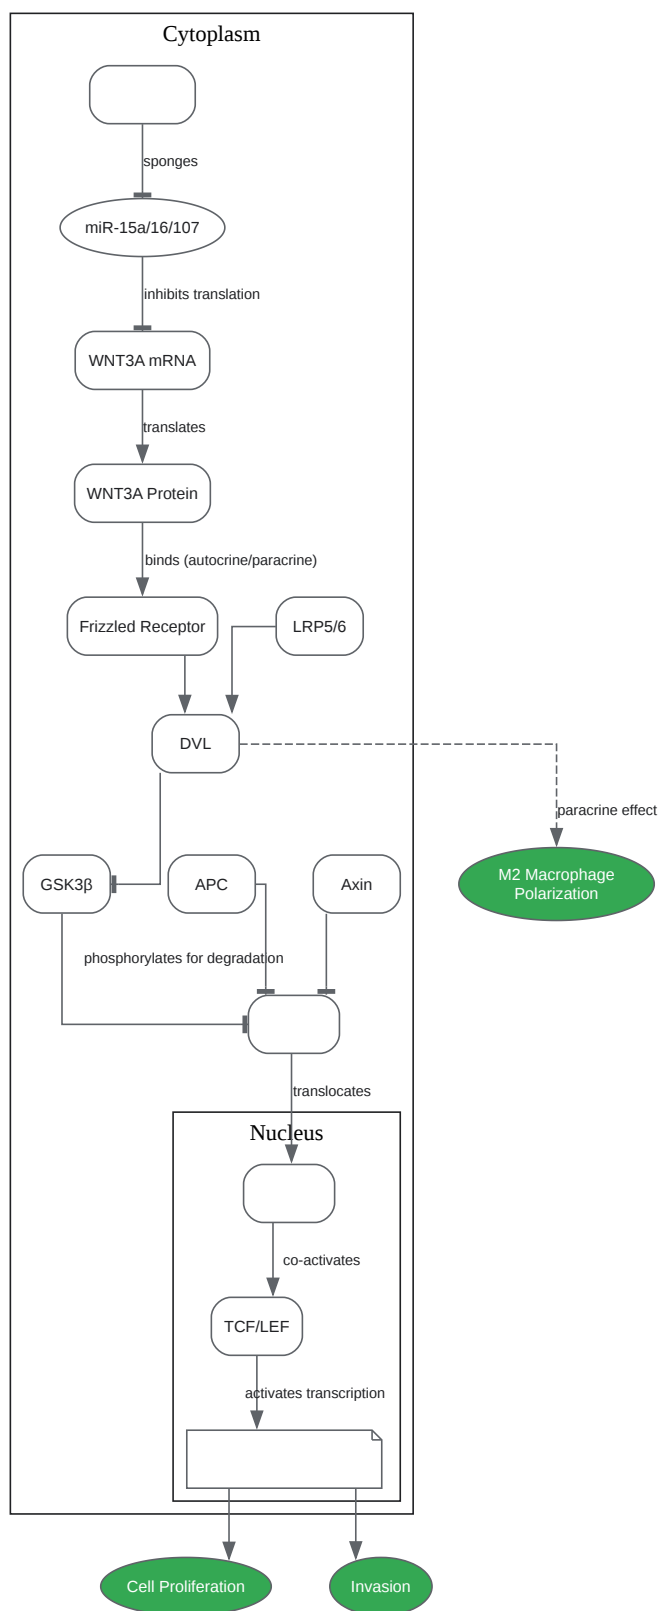 Cytoplasm
sponges
miR-15a/16/107
inhibits translation
WNT3A mRNA
translates
WNT3A Protein
binds (autocrine/paracrine)
Frizzled Receptor
LRP5/6
DVL
paracrine effect
M2 Macrophage
Polarization
GSK3β
APC
Axin
phosphorylates for degradation
translocates
Nucleus
co-activates
TCF/LEF
activates transcription
Cell Proliferation
Invasion